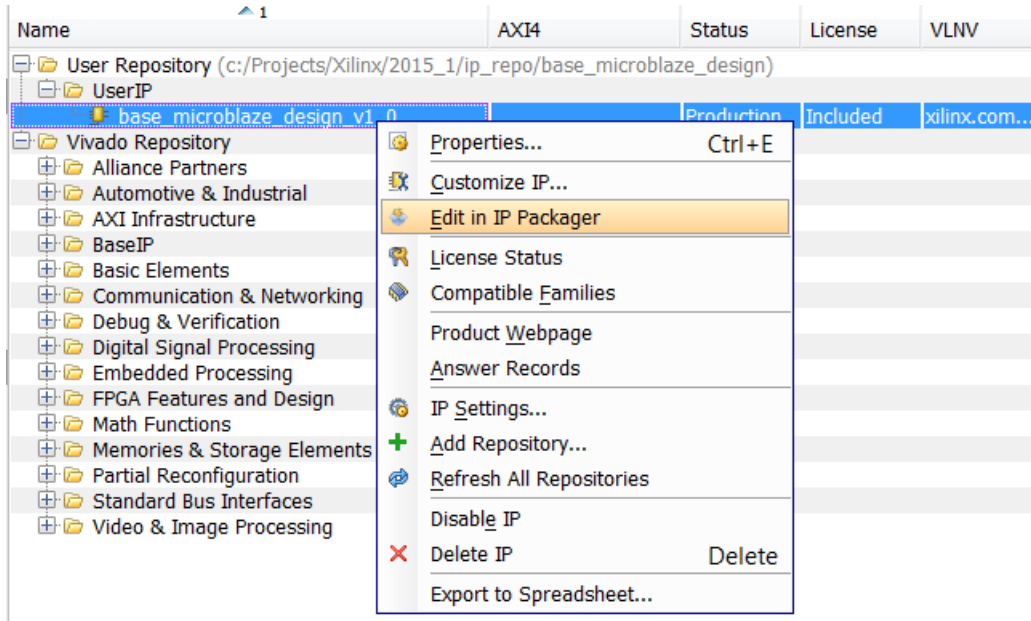 1
Name AXI4 Status License VLNV
User Repository (c:/Projects/Xilinx/2015_1/ip_repo/base_microblaze_design)
UserIP
base_microblaze_design_v1_0 Production Included xilinx.com...
Vivado Repository
Alliance Partners
Automotive & Industrial
AXI Infrastructure
BaseIP
Basic Elements
Communication & Networking
Debug & Verification
Digital Signal Processing
Embedded Processing
FPGA Features and Design
Math Functions
Memories & Storage Elements
Partial Reconfiguration
Standard Bus Interfaces
Video & Image Processing
Properties... Ctrl+E
Customize IP...
Edit in IP Packager
License Status
Compatible Families
Product Webpage
Answer Records
IP Settings...
Add Repository...
Refresh All Repositories
Disable IP
Delete IP Delete
Export to Spreadsheet...